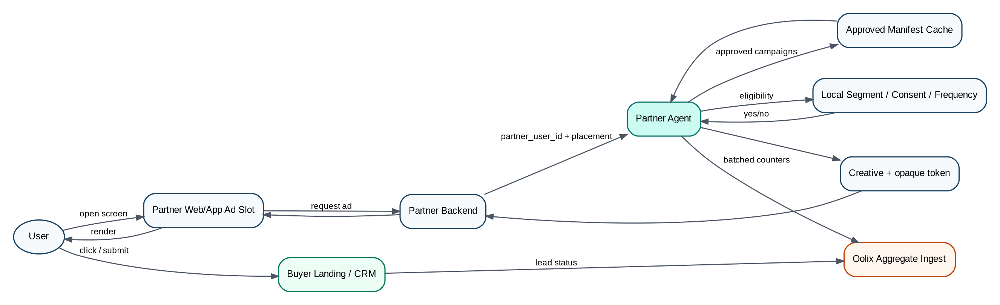 Approved Manifest Cache
approved campaigns
Local Segment / Consent / Frequency
eligibility
yes/no
Partner Agent
partner_user_id + placement
batched counters
Creative + opaque token
request ad
Partner Web/App Ad Slot
Partner Backend
open screen
render
User
click / submit
Buyer Landing / CRM
lead status
Oolix Aggregate Ingest